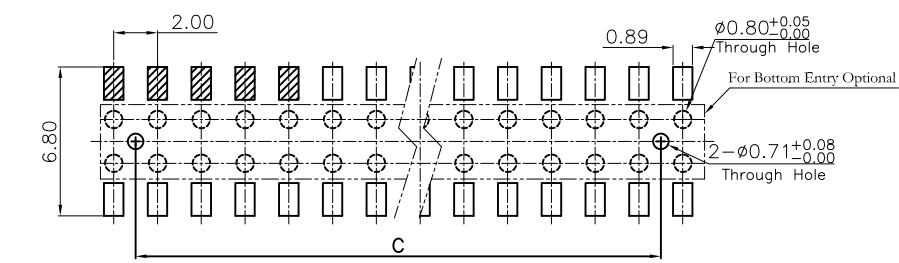 2.00
0.89
ø0.80+0.05
-0.00
Through Hole
For Bottom Entry Optional
6.80
2-ø0.71+0.08
-0.00
Through Hole
C